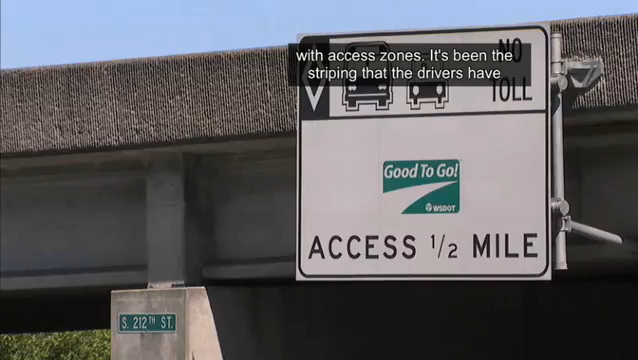 with access zones. It's been the
striping that the drivers have
NO
TOLL
Good To Go!
WSDOT
ACCESS 1/2 MILE
S. 212TH ST.